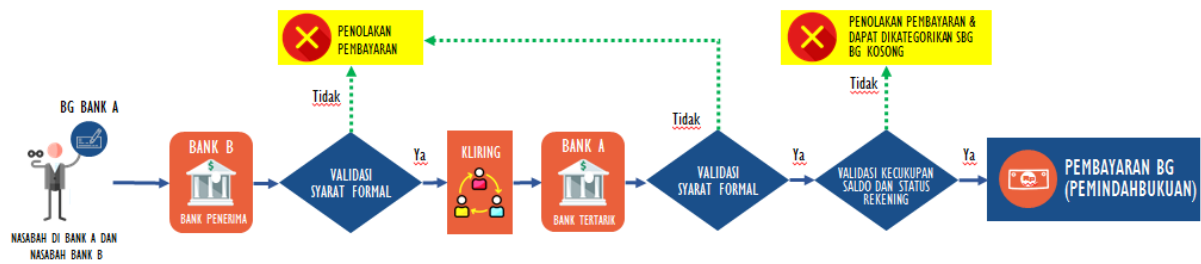 PENOLAKAN
PEMBAYARAN
PENOLAKAN PEMBAYARAN &
DAPAT DIKATEGORIKAN SBG
BG KOSONG
Tidak
Tidak
Tidak
BG BANK A
BANK B
BANK PENERIMA
VALIDASI
SYARAT FORMAL
Ya
KLIRING
BANK A
BANK TERTARIK
VALIDASI
SYARAT FORMAL
Ya
VALIDASI KECUKUPAN
SALDO DAN STATUS
REKENING
Ya
PEMBAYARAN BG
(PEMINDAHBUKUAN)
NASABAH DI BANK A DAN
NASABAH BANK B